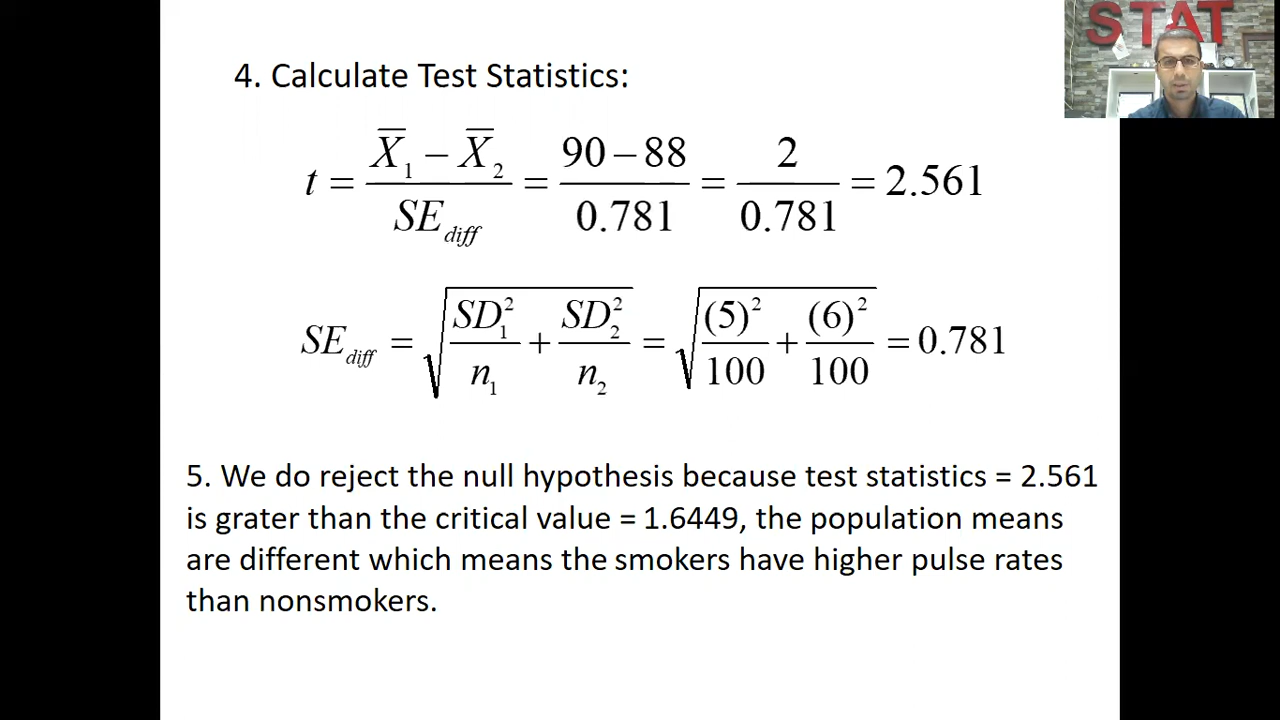 STAT
4. Calculate Test Statistics:
t = (X̅₁ − X̅₂) / SE_diff = (90 − 88) / 0.781 = 2 / 0.781 = 2.561
SE_diff = √(SD₁² / n₁ + SD₂² / n₂) = √((5)² / 100 + (6)² / 100) = 0.781
5. We do reject the null hypothesis because test statistics = 2.561
is grater than the critical value = 1.6449, the population means
are different which means the smokers have higher pulse rates
than nonsmokers.